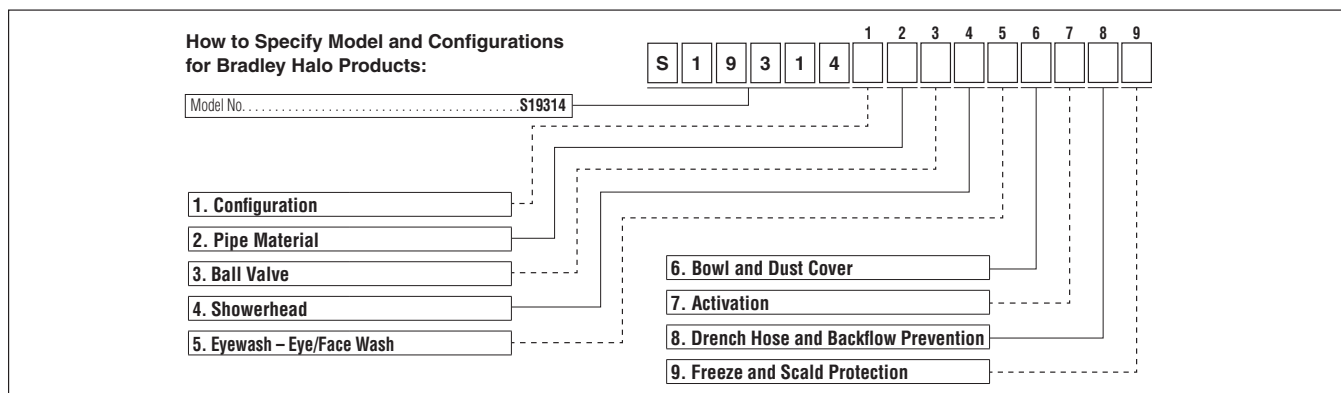 How to Specify Model and Configurations
for Bradley Halo Products:
1 2 3 4 5 6 7 8 9
S 1 9 3 1 4
Model No. . . . . . . . . . . . . . . . . . . . . . . . . . . . . . . . . . . . . . . . .S19314
1. Configuration
2. Pipe Material
3. Ball Valve
4. Showerhead
5. Eyewash – Eye/Face Wash
6. Bowl and Dust Cover
7. Activation
8. Drench Hose and Backflow Prevention
9. Freeze and Scald Protection